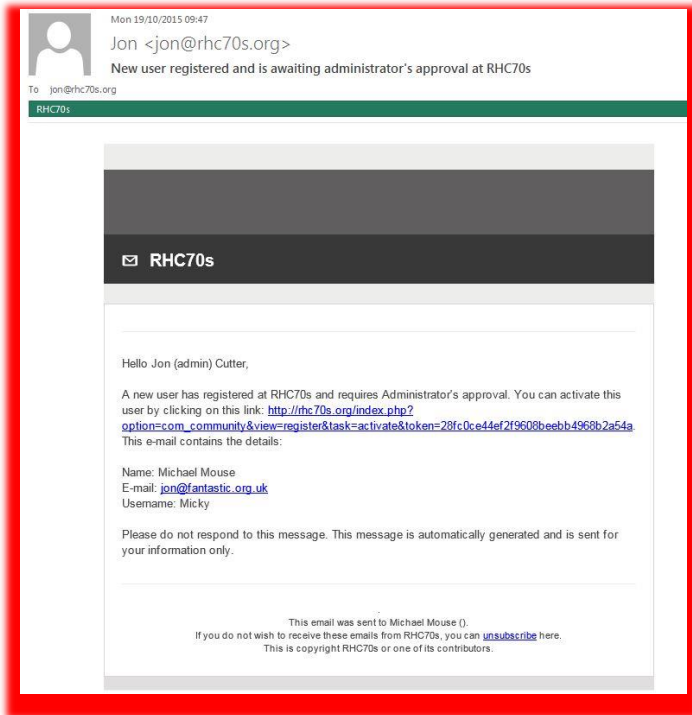 Mon 19/10/2015 09:47
Jon <jon@rhc70s.org>
New user registered and is awaiting administrator's approval at RHC70s
To jon@rhc70s.org
RHC70s
RHC70s
Hello Jon (admin) Cutter,
A new user has registered at RHC70s and requires Administrator's approval. You can activate this
user by clicking on this link: http://rhc70s.org/index.php?
option=com_community&view=register&task=activate&token=28fc0ce44ef2f9608beebb4968b2a54a.
This e-mail contains the details:
Name: Michael Mouse
E-mail: jon@fantastic.org.uk
Username: Micky
Please do not respond to this message. This message is automatically generated and is sent for
your information only.
.
This email was sent to Michael Mouse ().
If you do not wish to receive these emails from RHC70s, you can unsubscribe here.
This is copyright RHC70s or one of its contributors.